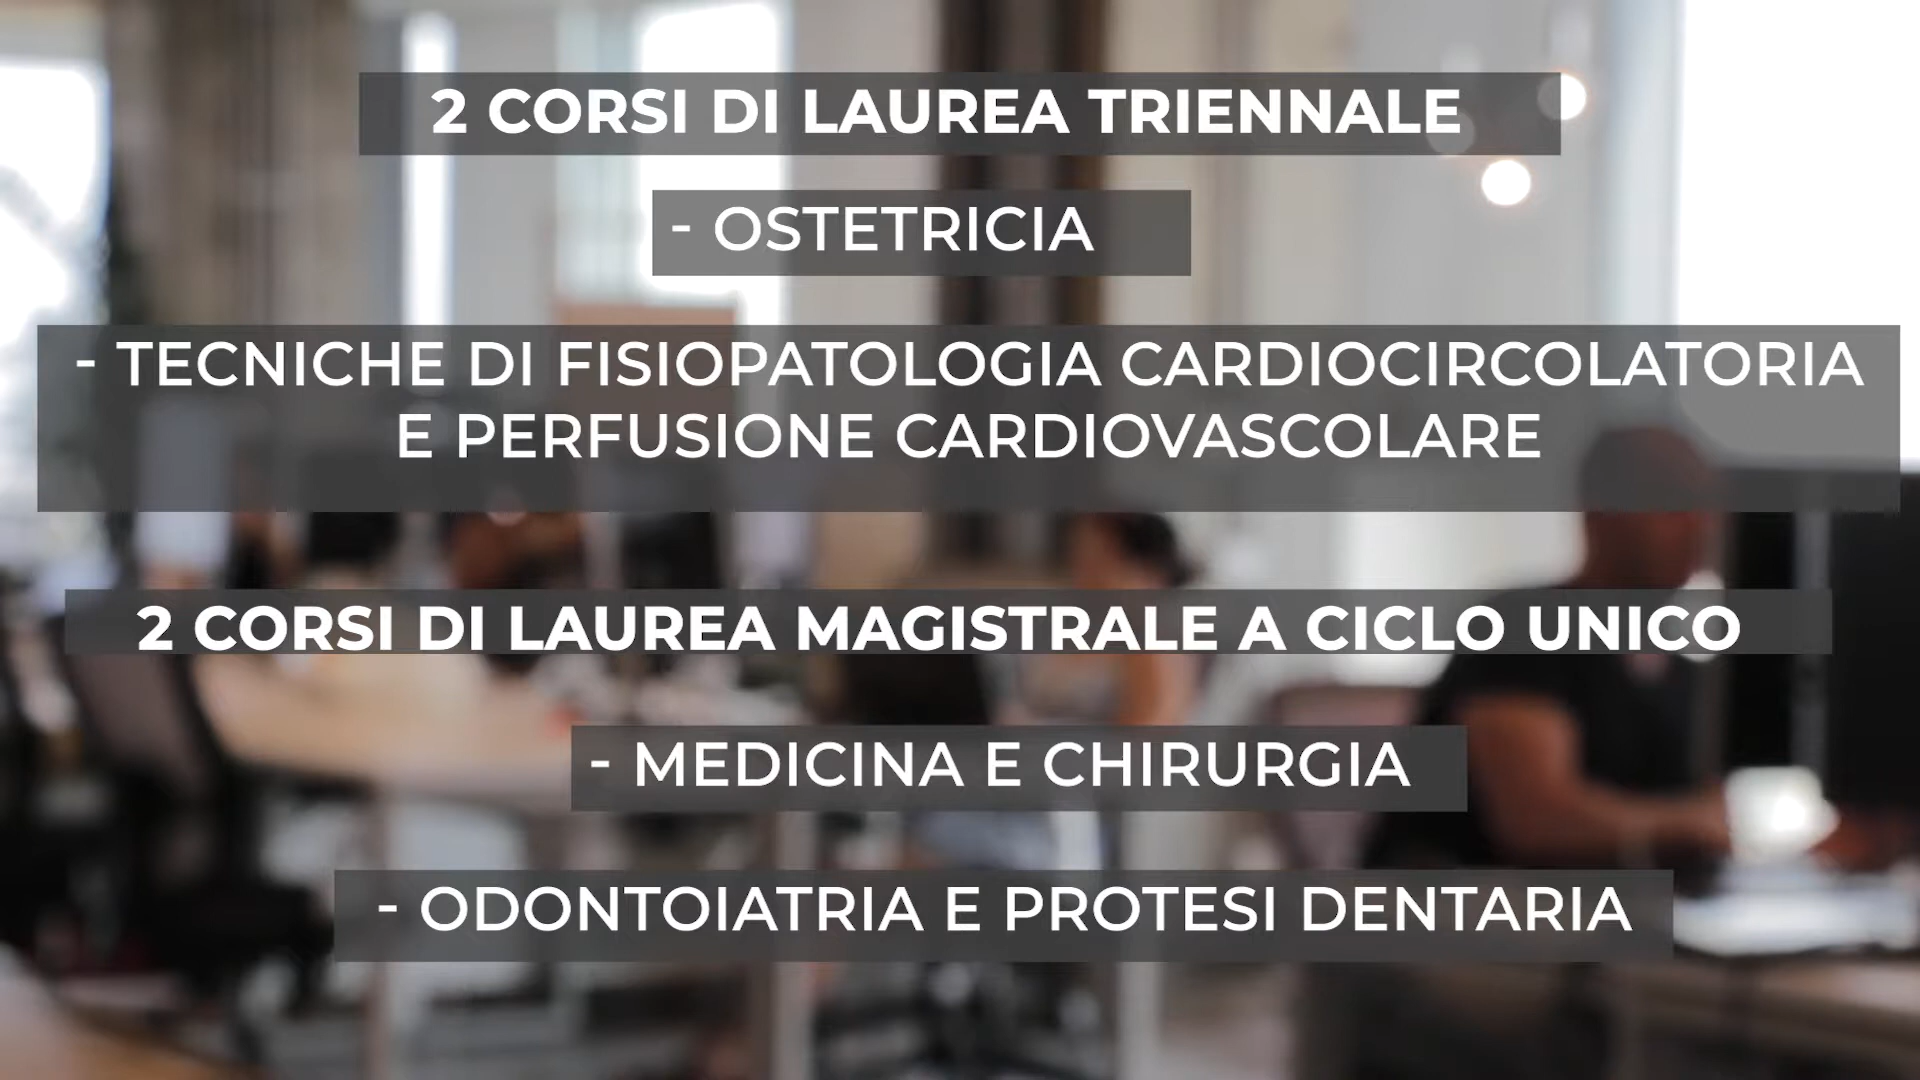 2 CORSI DI LAUREA TRIENNALE
- OSTETRICIA
- TECNICHE DI FISIOPATOLOGIA CARDIOCIRCOLATORIA
E PERFUSIONE CARDIOVASCOLARE
2 CORSI DI LAUREA MAGISTRALE A CICLO UNICO
- MEDICINA E CHIRURGIA
- ODONTOIATRIA E PROTESI DENTARIA